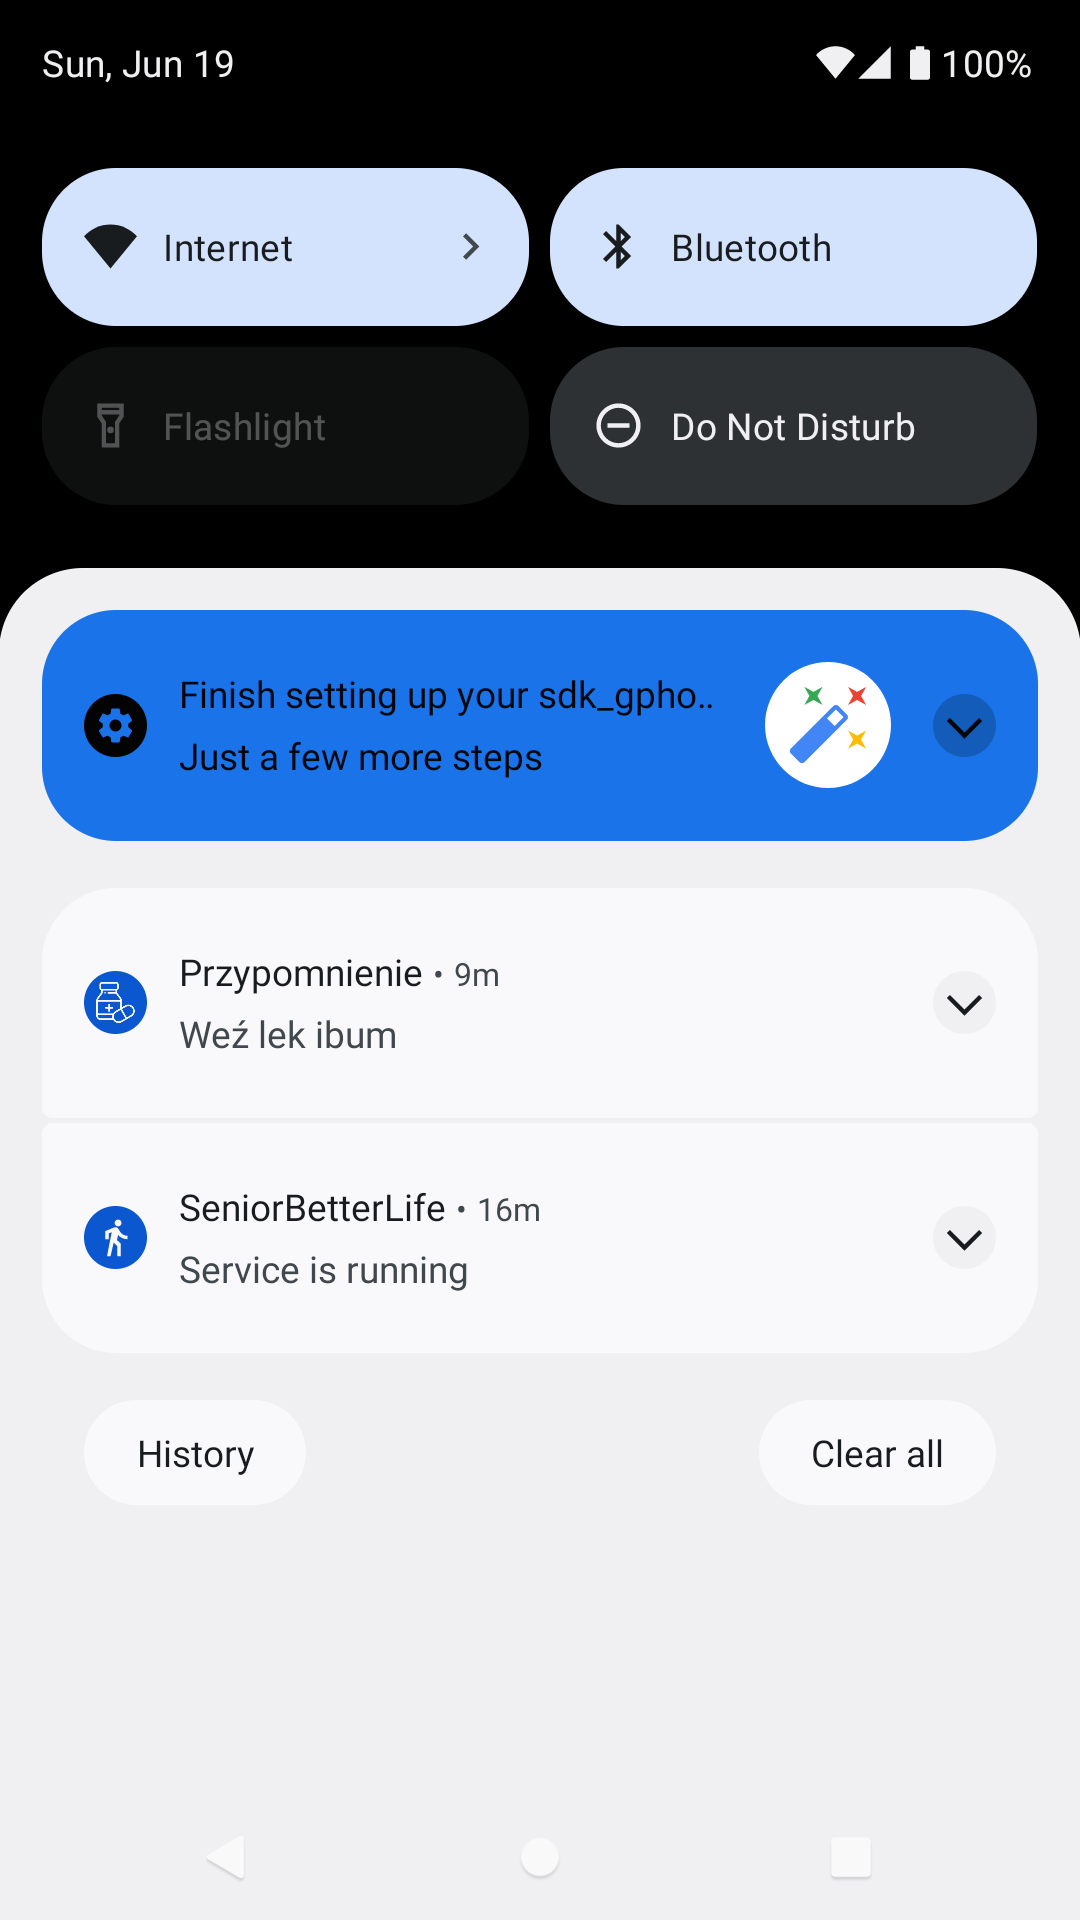 Sun, Jun 19
100%
Internet
Bluetooth
Flashlight
Do Not Disturb
Finish setting up your sdk_gpho..
Just a few more steps
Przypomnienie • 9m
Weź lek ibum
SeniorBetterLife • 16m
Service is running
History
Clear all